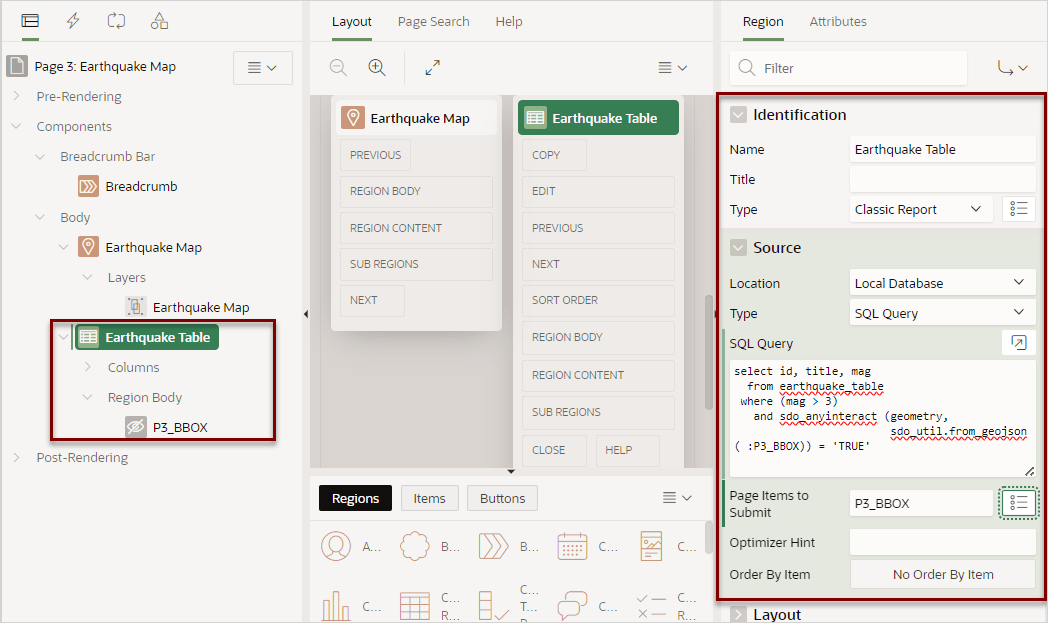 Page 3: Earthquake Map
Pre-Rendering
Components
Breadcrumb Bar
Breadcrumb
Body
Earthquake Map
Layers
Earthquake Map
Earthquake Table
Columns
Region Body
P3_BBOX
Post-Rendering
Layout
Page Search
Help
Earthquake Map
PREVIOUS
REGION BODY
REGION CONTENT
SUB REGIONS
NEXT
Earthquake Table
COPY
EDIT
PREVIOUS
NEXT
SORT ORDER
REGION BODY
REGION CONTENT
SUB REGIONS
CLOSE HELP
Regions Items Buttons
A... B... B... C... C...
C... C... C... C... C...
R... T... R...
Region Attributes
Filter
Identification
Name Earthquake Table
Title
Type Classic Report
Source
Location Local Database
Type SQL Query
SQL Query
select id, title, mag
from earthquake_table
where (mag > 3)
and sdo_anyinteract (geometry,
sdo_util.from_geojson
( :P3_BBOX)) = 'TRUE'
Page Items to
Submit
P3_BBOX
Optimizer Hint
Order By Item No Order By Item
Layout